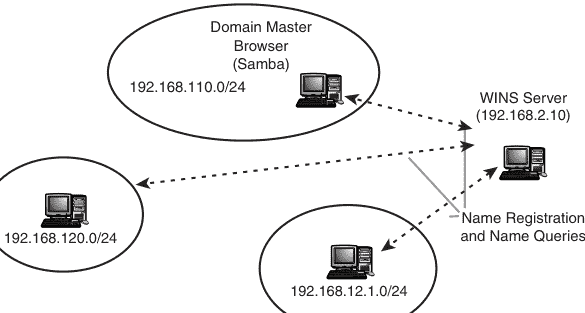 Domain Master
Browser
(Samba)
192.168.110.0/24
WINS Server
(192.168.2.10)
192.168.120.0/24
Name Registration
and Name Queries
192.168.12.1.0/24